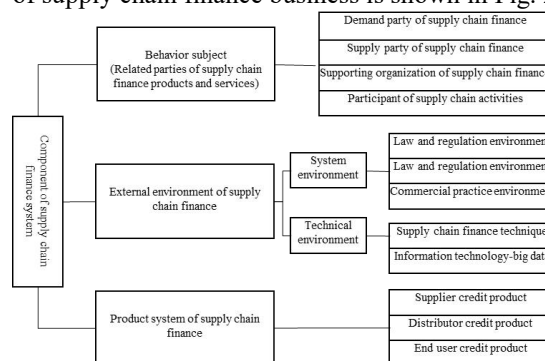 of supply chain finance business is shown in Fig.
Demand party of supply chain finance
Behavior subject
(Related parties of supply chain
finance products and services)
Supply party of supply chain finance
Supporting organization of supply chain financ
Participant of supply chain activities
Component of supply chain
finance system
External environment of supply
chain finance
System
environment
Law and regulation environmen
Law and regulation environmen
Commercial practice environme
Technical
environment
Supply chain finance technique
Information technology-big dat
Product system of supply chain
finance
Supplier credit product
Distributor credit product
End user credit product